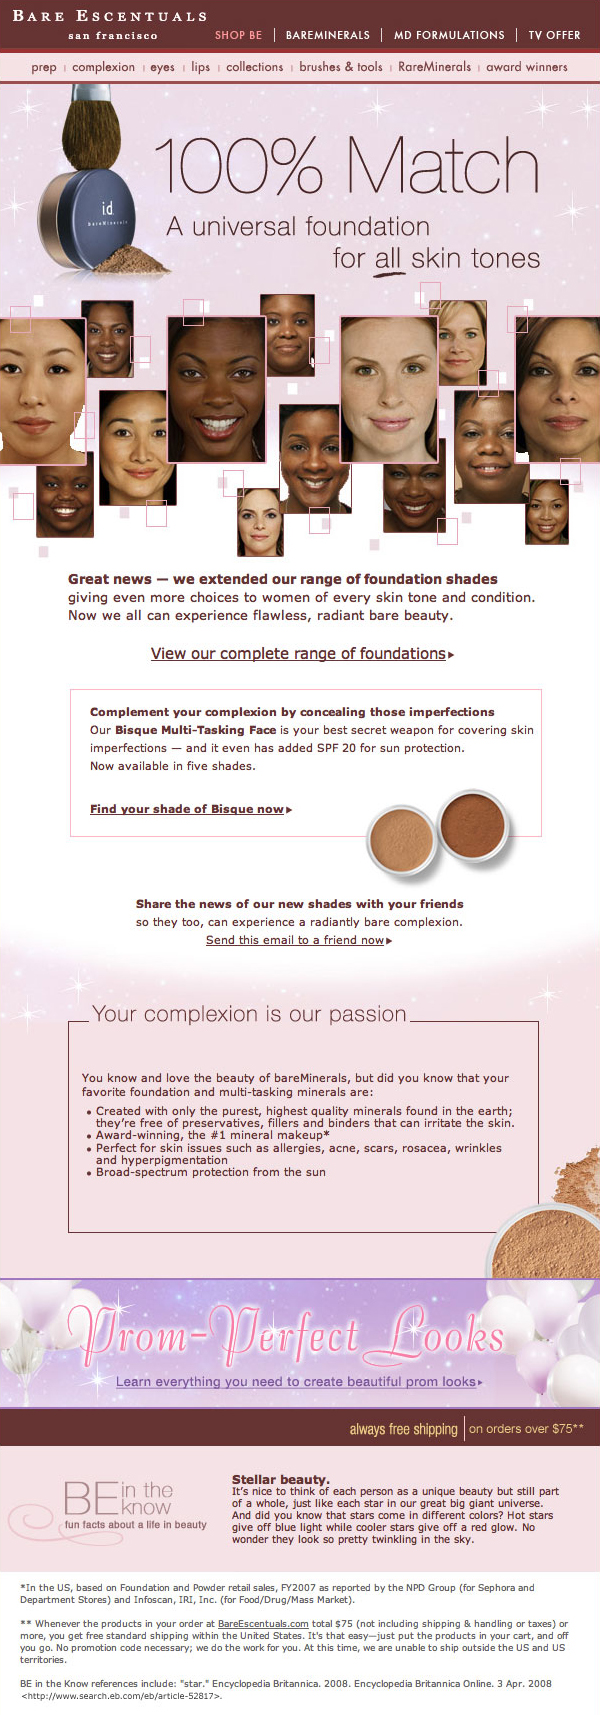 BARE ESCENTUALS
san francisco
SHOP BE | BAREMINERALS | MD FORMULATIONS | TV OFFER
prep | complexion | eyes | lips | collections | brushes & tools | RareMinerals | award winners
id
bareMinerals
100% Match
A universal foundation
for all skin tones
Great news — we extended our range of foundation shades
giving even more choices to women of every skin tone and condition.
Now we all can experience flawless, radiant bare beauty.
View our complete range of foundations
Complement your complexion by concealing those imperfections
Our Bisque Multi-Tasking Face is your best secret weapon for covering skin
imperfections — and it even has added SPF 20 for sun protection.
Now available in five shades.
Find your shade of Bisque now
Share the news of our new shades with your friends
so they too, can experience a radiantly bare complexion.
Send this email to a friend now
Your complexion is our passion
You know and love the beauty of bareMinerals, but did you know that your
favorite foundation and multi-tasking minerals are:
• Created with only the purest, highest quality minerals found in the earth;
they're free of preservatives, fillers and binders that can irritate the skin.
• Award-winning, the #1 mineral makeup*
• Perfect for skin issues such as allergies, acne, scars, rosacea, wrinkles
and hyperpigmentation
• Broad-spectrum protection from the sun
Prom-Perfect Looks
Learn everything you need to create beautiful prom looks
always free shipping | on orders over $75**
BE in the
know
fun facts about a life in beauty
Stellar beauty.
It's nice to think of each person as a unique beauty but still part
of a whole, just like each star in our great big giant universe.
And did you know that stars come in different colors? Hot stars
give off blue light while cooler stars give off a red glow. No
wonder they look so pretty twinkling in the sky.
*In the US, based on Foundation and Powder retail sales, FY2007 as reported by the NPD Group (for Sephora and
Department Stores) and Infoscan, IRI, Inc. (for Food/Drug/Mass Market).
** Whenever the products in your order at BareEscentuals.com total $75 (not including shipping & handling or taxes) or
more, you get free standard shipping within the United States. It's that easy—just put the products in your cart, and off
you go. No promotion code necessary; we do the work for you. At this time, we are unable to ship outside the US and US
territories.
BE in the Know references include: "star." Encyclopedia Britannica. 2008. Encyclopedia Britannica Online. 3 Apr. 2008
<http://www.search.eb.com/eb/article-52817>.